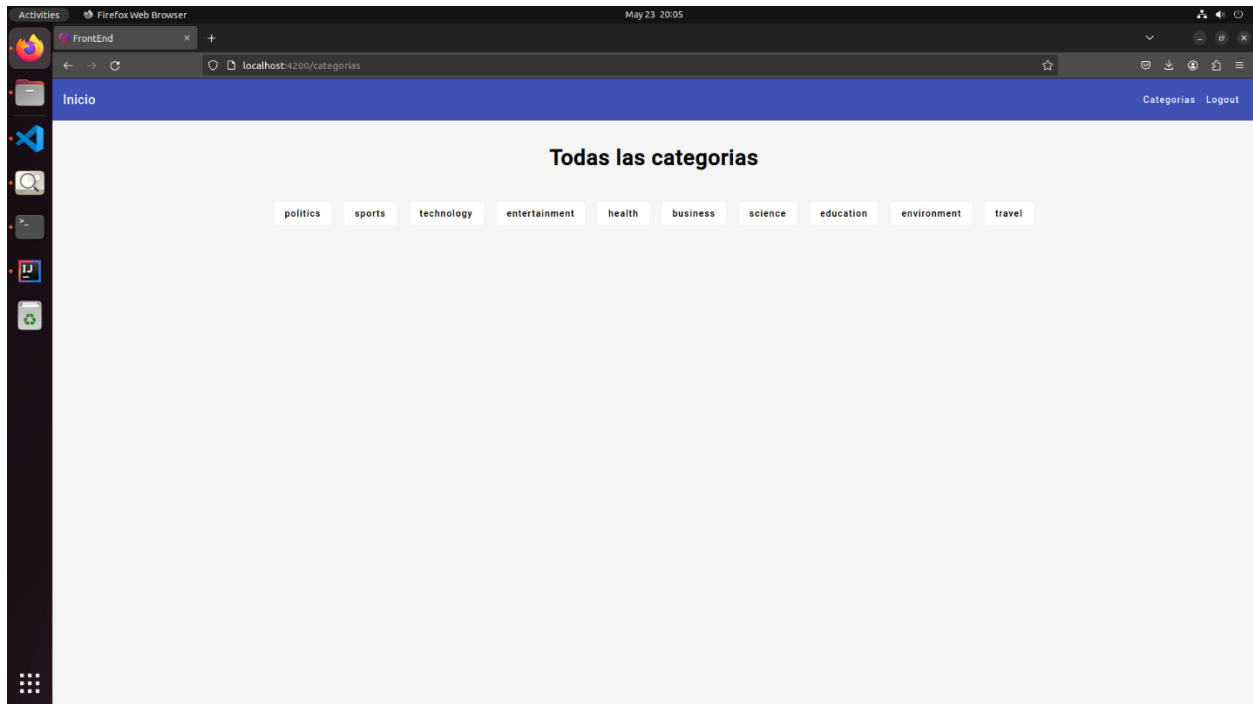 Activities Firefox Web Browser May 23 20:05
FrontEnd
localhost:4200/categorias
Inicio Categorias Logout
Todas las categorias
politics sports technology entertainment health business science education environment travel